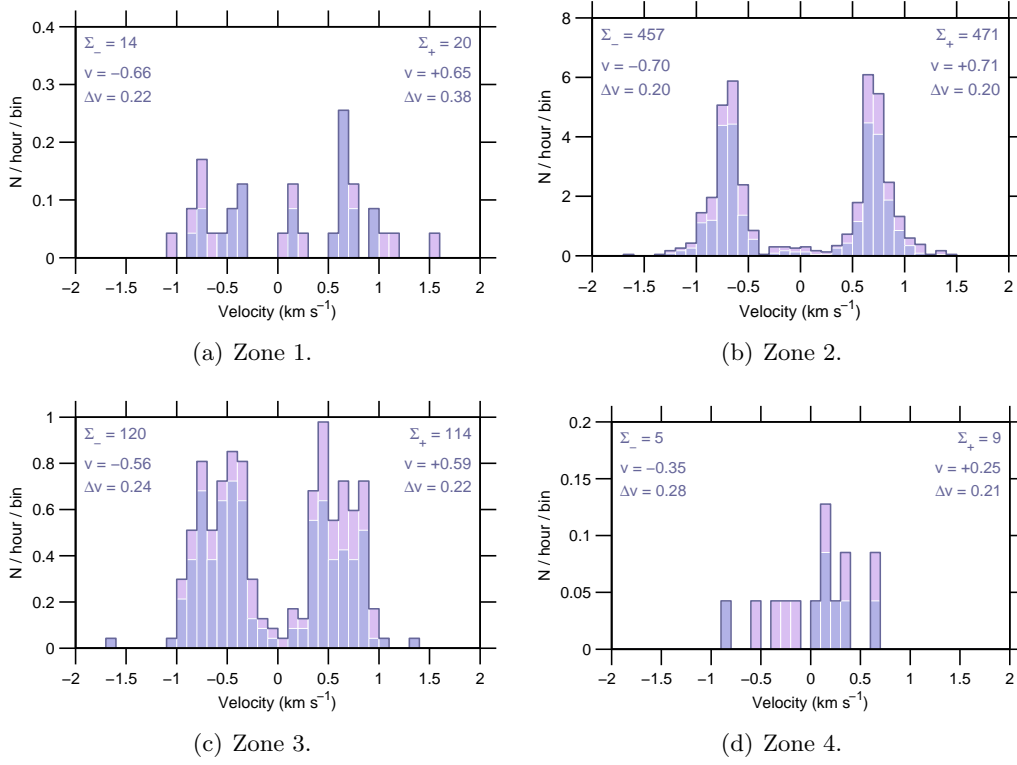 0.4
0.3
0.2
0.1
0
N / hour / bin
Σ− = 14
v = −0.66
Δv = 0.22
Σ+ = 20
v = +0.65
Δv = 0.38
−2 −1.5 −1 −0.5 0 0.5 1 1.5 2
Velocity (km s−1)
(a) Zone 1.
8
6
4
2
0
N / hour / bin
Σ− = 457
v = −0.70
Δv = 0.20
Σ+ = 471
v = +0.71
Δv = 0.20
−2 −1.5 −1 −0.5 0 0.5 1 1.5 2
Velocity (km s−1)
(b) Zone 2.
1
0.8
0.6
0.4
0.2
0
N / hour / bin
Σ− = 120
v = −0.56
Δv = 0.24
Σ+ = 114
v = +0.59
Δv = 0.22
−2 −1.5 −1 −0.5 0 0.5 1 1.5 2
Velocity (km s−1)
(c) Zone 3.
0.2
0.15
0.1
0.05
0
N / hour / bin
Σ− = 5
v = −0.35
Δv = 0.28
Σ+ = 9
v = +0.25
Δv = 0.21
−2 −1.5 −1 −0.5 0 0.5 1 1.5 2
Velocity (km s−1)
(d) Zone 4.